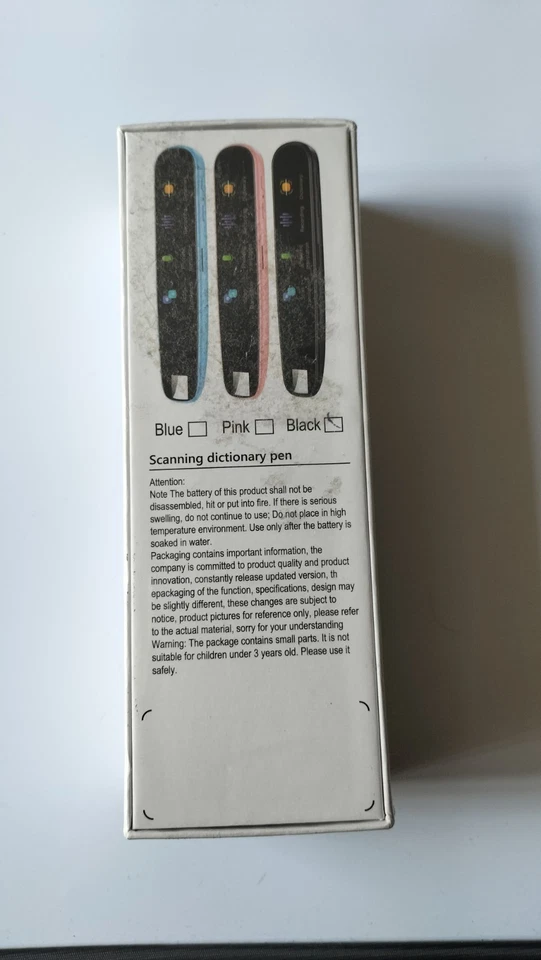 Blue Pink Black
Scanning dictionary pen
Attention:
Note The battery of this product shall not be
disassembled, hit or put into fire. If there is serious
swelling, do not continue to use; Do not place in high
temperature environment. Use only after the battery is
soaked in water.
Packaging contains important information, the
company is committed to product quality and product
innovation, constantly release updated version, th
epackaging of the function, specifications, design may
be slightly different, these changes are subject to
notice, product pictures for reference only, please refer
to the actual material, sorry for your understanding
Warning: The package contains small parts. It is not
suitable for children under 3 years old. Please use it
safely.